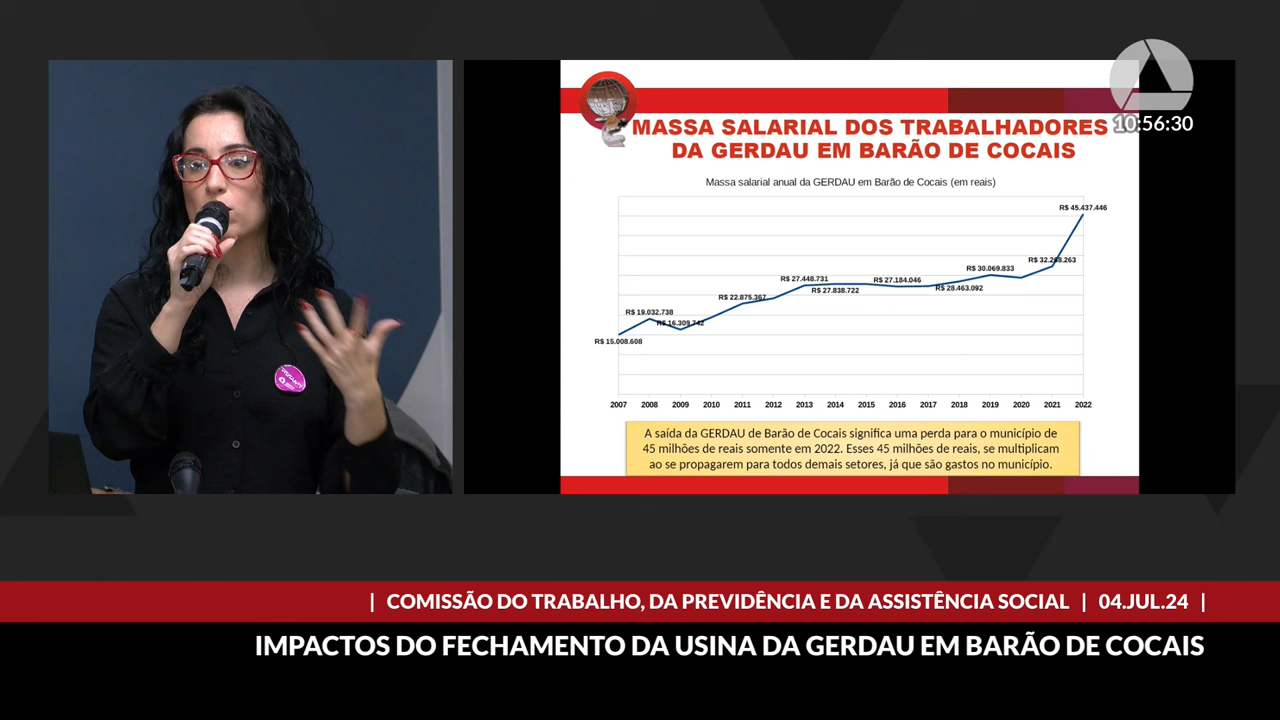 10:56:30
MASSA SALARIAL DOS TRABALHADORES
DA GERDAU EM BARÃO DE COCAIS
Massa salarial anual da GERDAU em Barão de Cocais (em reais)
R$ 45.437.446
R$ 32.268.263
R$ 30.069.833
R$ 27.448.731
R$ 27.184.046
R$ 28.463.092
R$ 27.838.722
R$ 22.875.367
R$ 19.032.738
R$ 16.309.742
R$ 15.008.608
2007 2008 2009 2010 2011 2012 2013 2014 2015 2016 2017 2018 2019 2020 2021 2022
A saída da GERDAU de Barão de Cocais significa uma perda para o município de
45 milhões de reais somente em 2022. Esses 45 milhões de reais, se multiplicam
ao se propagarem para todos demais setores, já que são gastos no município.
VISITANTE
| COMISSÃO DO TRABALHO, DA PREVIDÊNCIA E DA ASSISTÊNCIA SOCIAL | 04.JUL.24 |
IMPACTOS DO FECHAMENTO DA USINA DA GERDAU EM BARÃO DE COCAIS